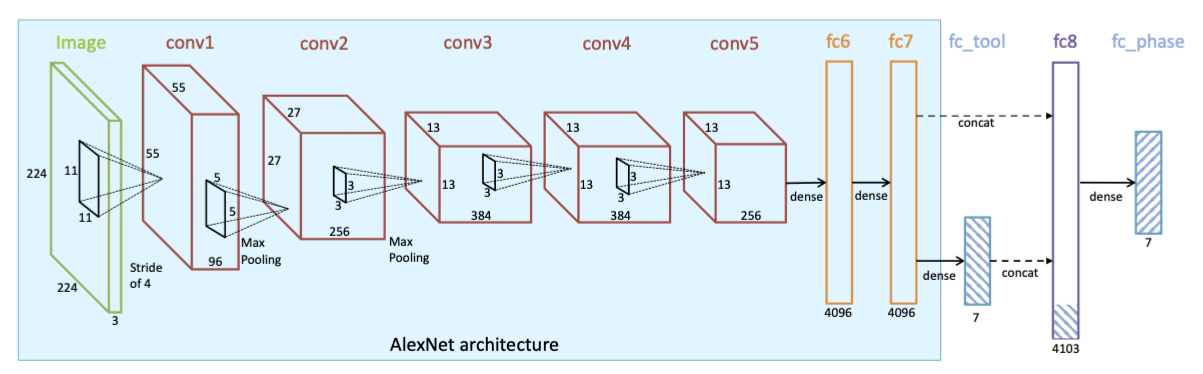 Image
conv1
conv2
conv3
conv4
conv5
fc6
fc7
fc_tool
fc8
fc_phase
224
11
11
224
3
Stride
of 4
55
55
5
5
96
Max
Pooling
27
27
3
3
256
Max
Pooling
13
13
3
3
384
13
13
3
3
384
13
13
256
dense
4096
dense
4096
concat
dense
7
concat
4103
dense
7
AlexNet architecture